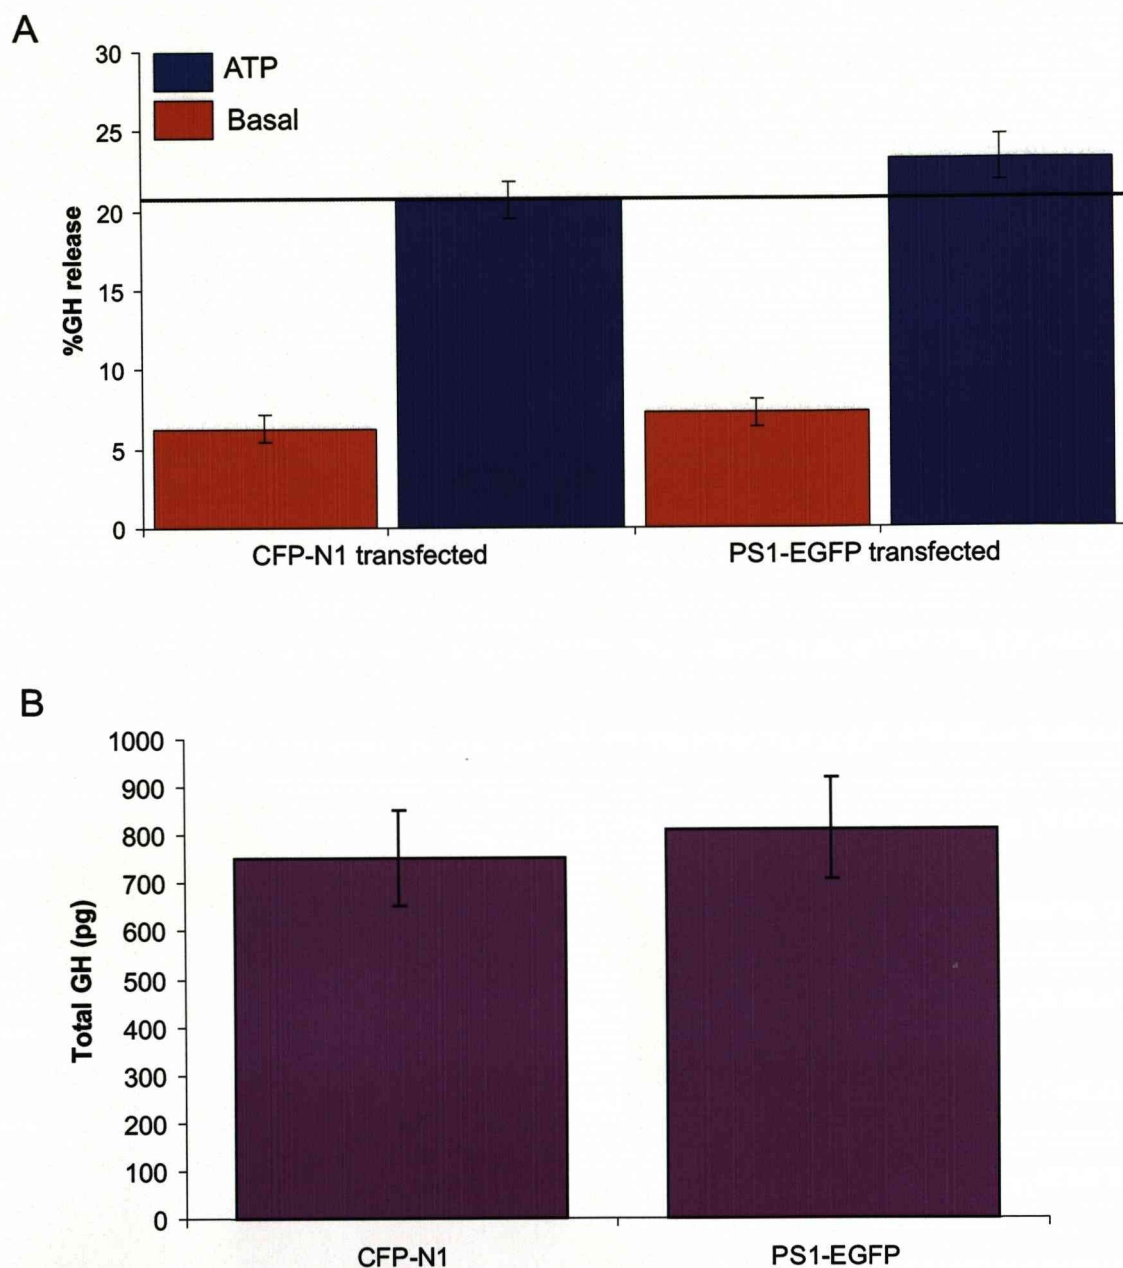 A
30
25
20
15
10
5
0
%GH release
ATP
Basal
CFP-N1 transfected
PS1-EGFP transfected
B
1000
900
800
700
600
500
400
300
200
100
0
Total GH (pg)
CFP-N1
PS1-EGFP